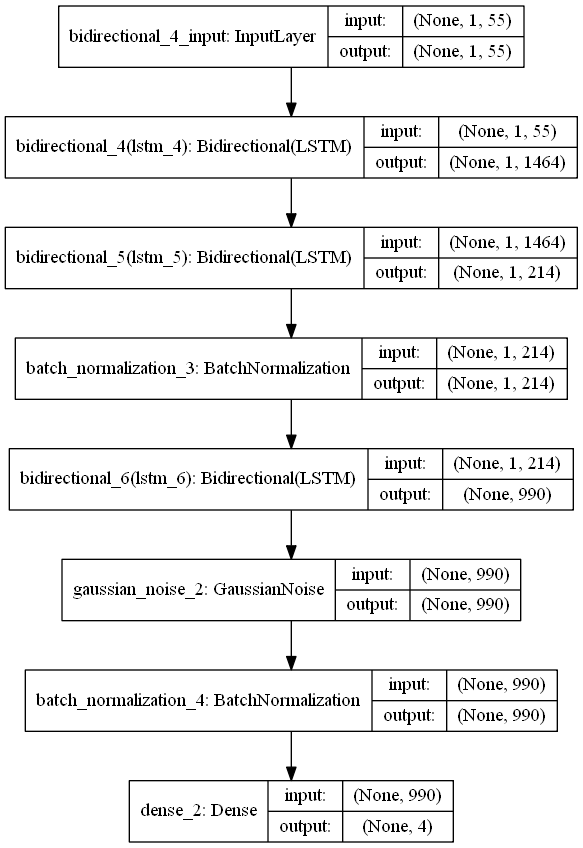 bidirectional_4_input: InputLayer
input:
(None, 1, 55)
output:
(None, 1, 55)
bidirectional_4(lstm_4): Bidirectional(LSTM)
input:
(None, 1, 55)
output:
(None, 1, 1464)
bidirectional_5(lstm_5): Bidirectional(LSTM)
input:
(None, 1, 1464)
output:
(None, 1, 214)
batch_normalization_3: BatchNormalization
input:
(None, 1, 214)
output:
(None, 1, 214)
bidirectional_6(lstm_6): Bidirectional(LSTM)
input:
(None, 1, 214)
output:
(None, 990)
gaussian_noise_2: GaussianNoise
input:
(None, 990)
output:
(None, 990)
batch_normalization_4: BatchNormalization
input:
(None, 990)
output:
(None, 990)
dense_2: Dense
input:
(None, 990)
output:
(None, 4)